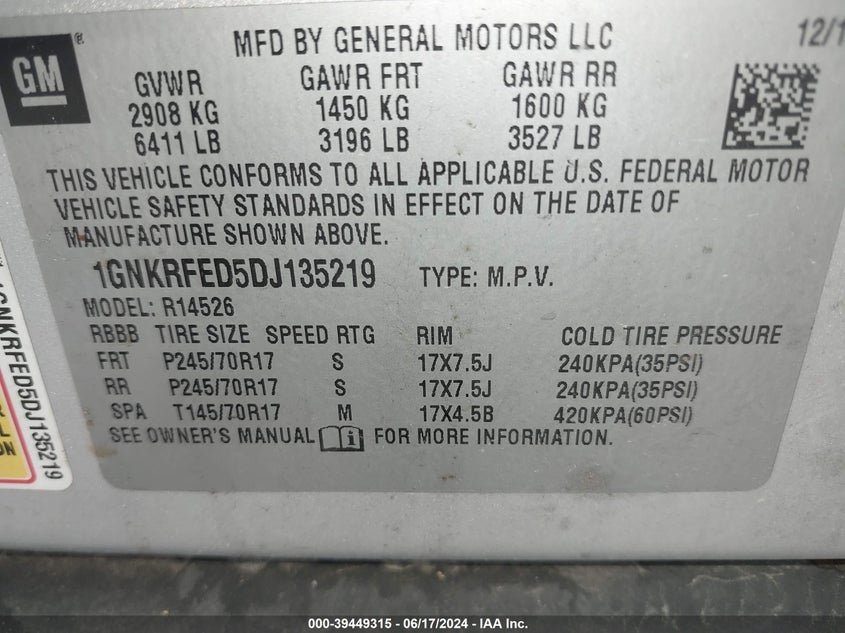 GM ® MFD BY GENERAL MOTORS LLC 12/1
GVWR GAWR FRT GAWR RR
2908 KG 1450 KG 1600 KG
6411 LB 3196 LB 3527 LB
THIS VEHICLE CONFORMS TO ALL APPLICABLE U.S. FEDERAL MOTOR
VEHICLE SAFETY STANDARDS IN EFFECT ON THE DATE OF
MANUFACTURE SHOWN ABOVE.
1GNKRFED5DJ135219 TYPE: M.P.V.
MODEL: R14526
RBBB TIRE SIZE SPEED RTG RIM COLD TIRE PRESSURE
FRT P245/70R17 S 17X7.5J 240KPA(35PSI)
RR P245/70R17 S 17X7.5J 240KPA(35PSI)
SPA T145/70R17 M 17X4.5B 420KPA(60PSI)
SEE OWNER'S MANUAL FOR MORE INFORMATION.
1GNKRFED5DJ135219
000-39449315 / 06/17/2024 - IAA Inc.